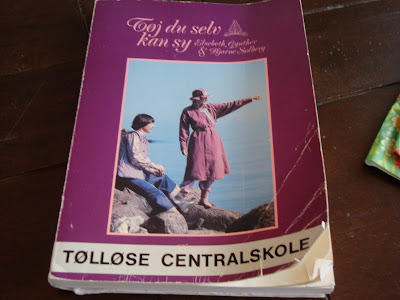 Tøj du selv
kan sy Elsebeth Gynther
& Bjarne Solberg
TØLLØSE CENTRALSKOLE